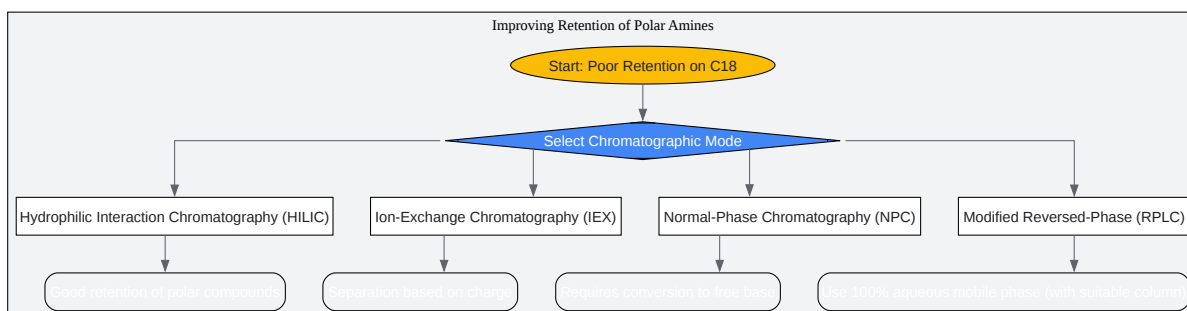 Improving Retention of Polar Amines
Start: Poor Retention on C18
Select Chromatographic Mode
Hydrophilic Interaction Chromatography (HILIC)
Ion-Exchange Chromatography (IEX)
Normal-Phase Chromatography (NPC)
Modified Reversed-Phase (RPLC)
Good retention of polar compounds
Separation based on charge
Requires conversion to free base
Use 100% aqueous mobile phase (with suitable column)